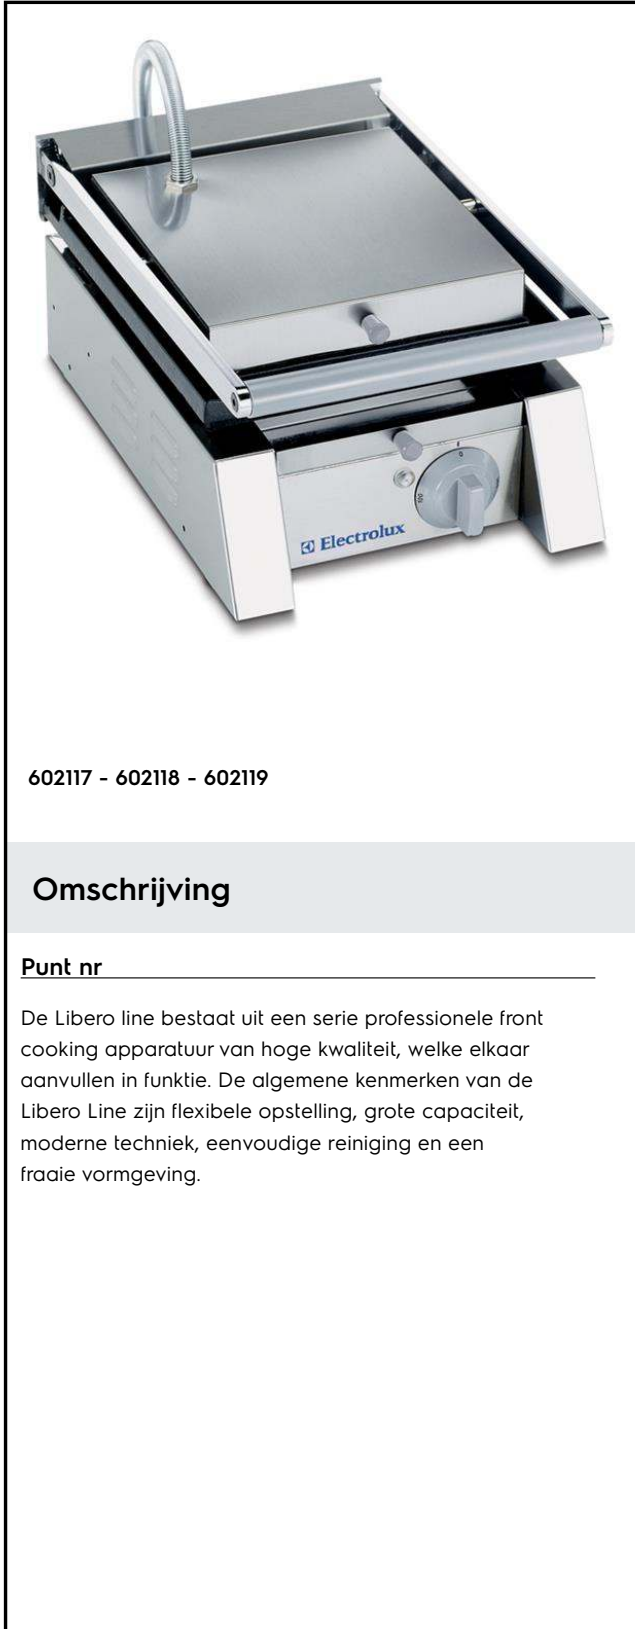 Electrolux
602117 - 602118 - 602119
Omschrijving
Punt nr
De Libero line bestaat uit een serie professionele front
cooking apparatuur van hoge kwaliteit, welke elkaar
aanvullen in funktie. De algemene kenmerken van de
Libero Line zijn flexibele opstelling, grote capaciteit,
moderne techniek, eenvoudige reiniging en een
fraaie vormgeving.